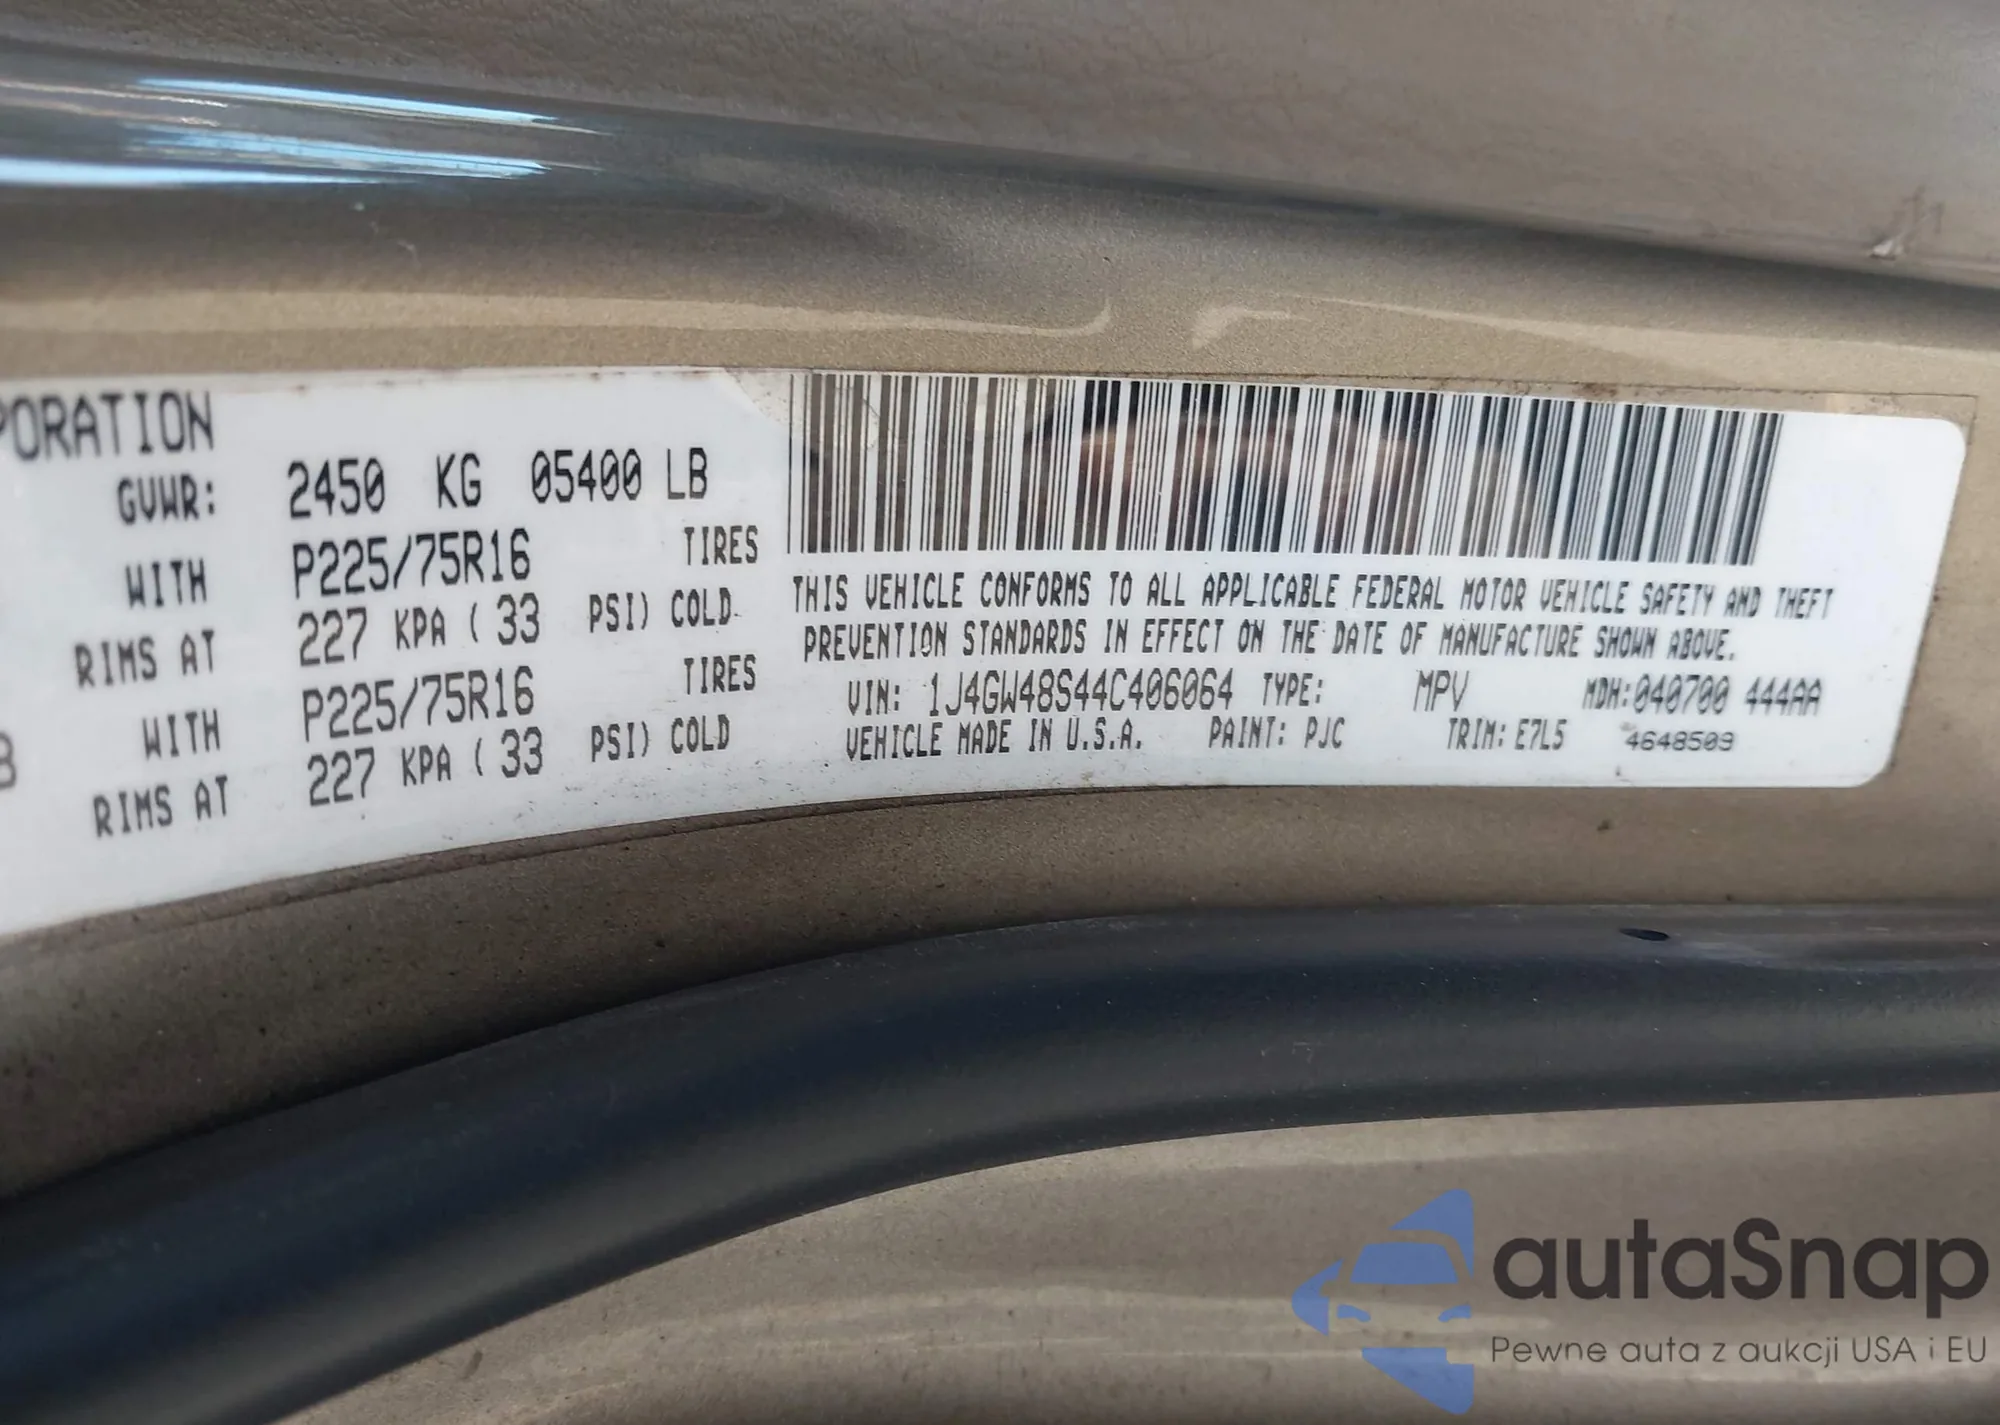 PORATION
GVWR: 2450 KG 05400 LB
WITH P225/75R16 TIRES
RIMS AT 227 KPA ( 33 PSI) COLD
WITH P225/75R16 TIRES
RIMS AT 227 KPA ( 33 PSI) COLD
THIS VEHICLE CONFORMS TO ALL APPLICABLE FEDERAL MOTOR VEHICLE SAFETY AND THEFT
PREVENTION STANDARDS IN EFFECT ON THE DATE OF MANUFACTURE SHOWN ABOVE.
VIN: 1J4GW48S44C406064 TYPE: MPV MDH:040700 444AA
VEHICLE MADE IN U.S.A. PAINT: PJC TRIM: E7L5 4648509
autaSnap
Pewne auta z aukcji USA i EU